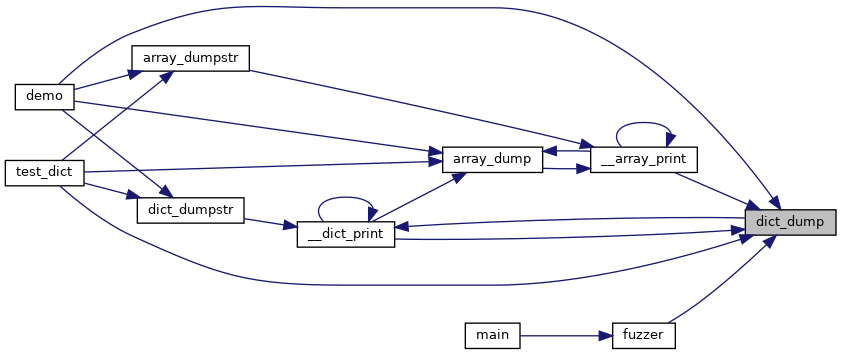 array_dumpstr
demo
array_dump
__array_print
test_dict
dict_dumpstr
dict_dump
__dict_print
main
fuzzer